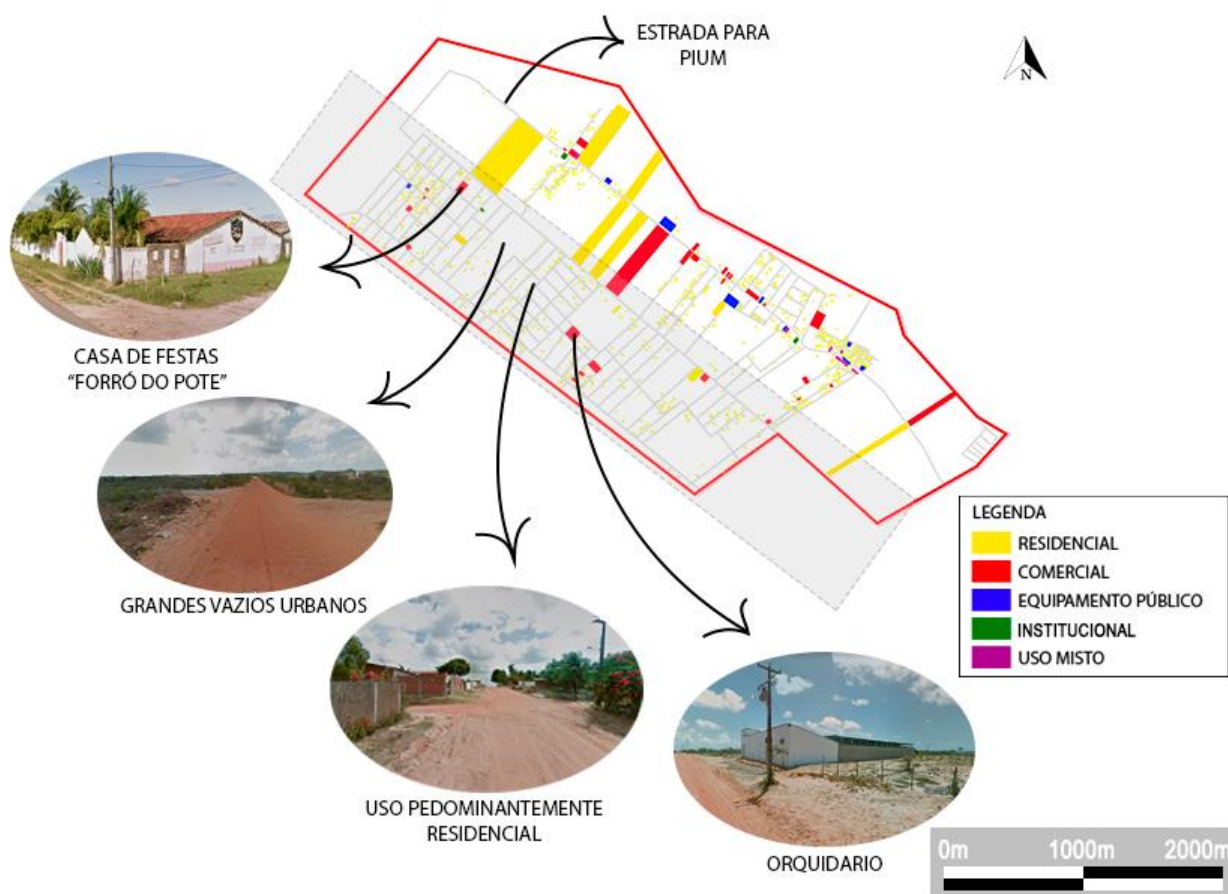 ESTRADA PARA
PIUM
N
CASA DE FESTAS
“FORRÓ DO POTE”
GRANDES VAZIOS URBANOS
USO PEDOMINANTEMENTE
RESIDENCIAL
ORQUIDARIO
LEGENDA
RESIDENCIAL
COMERCIAL
EQUIPAMENTO PÚBLICO
INSTITUCIONAL
USO MISTO
0m 1000m 2000m